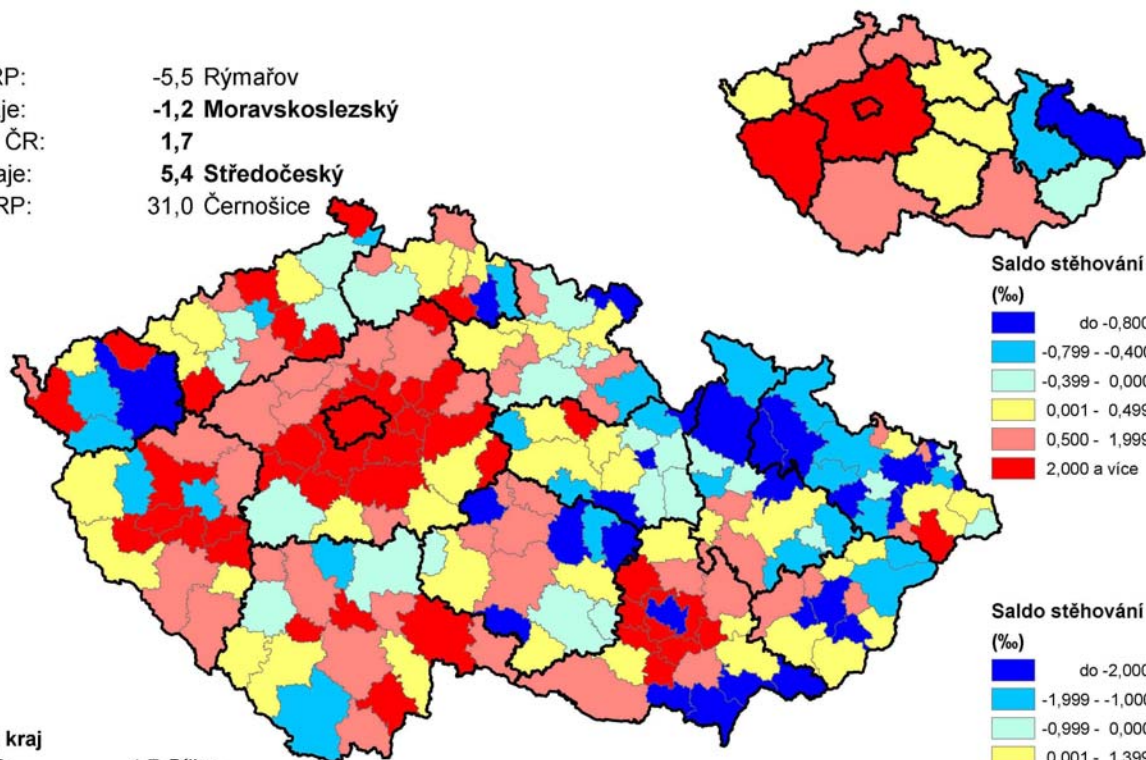 RP: -5,5 Rýmařov
je: -1,2 Moravskoslezský
ČR: 1,7
aje: 5,4 Středočeský
RP: 31,0 Černošice
Saldo stěhování
(‰)
do -0,800
-0,799 - -0,400
-0,399 - 0,000
0,001 - 0,499
0,500 - 1,999
2,000 a více
Saldo stěhování
(‰)
do -2,000
-1,999 - -1,000
-0,999 - 0,000
0,001 - 1,399
kraj